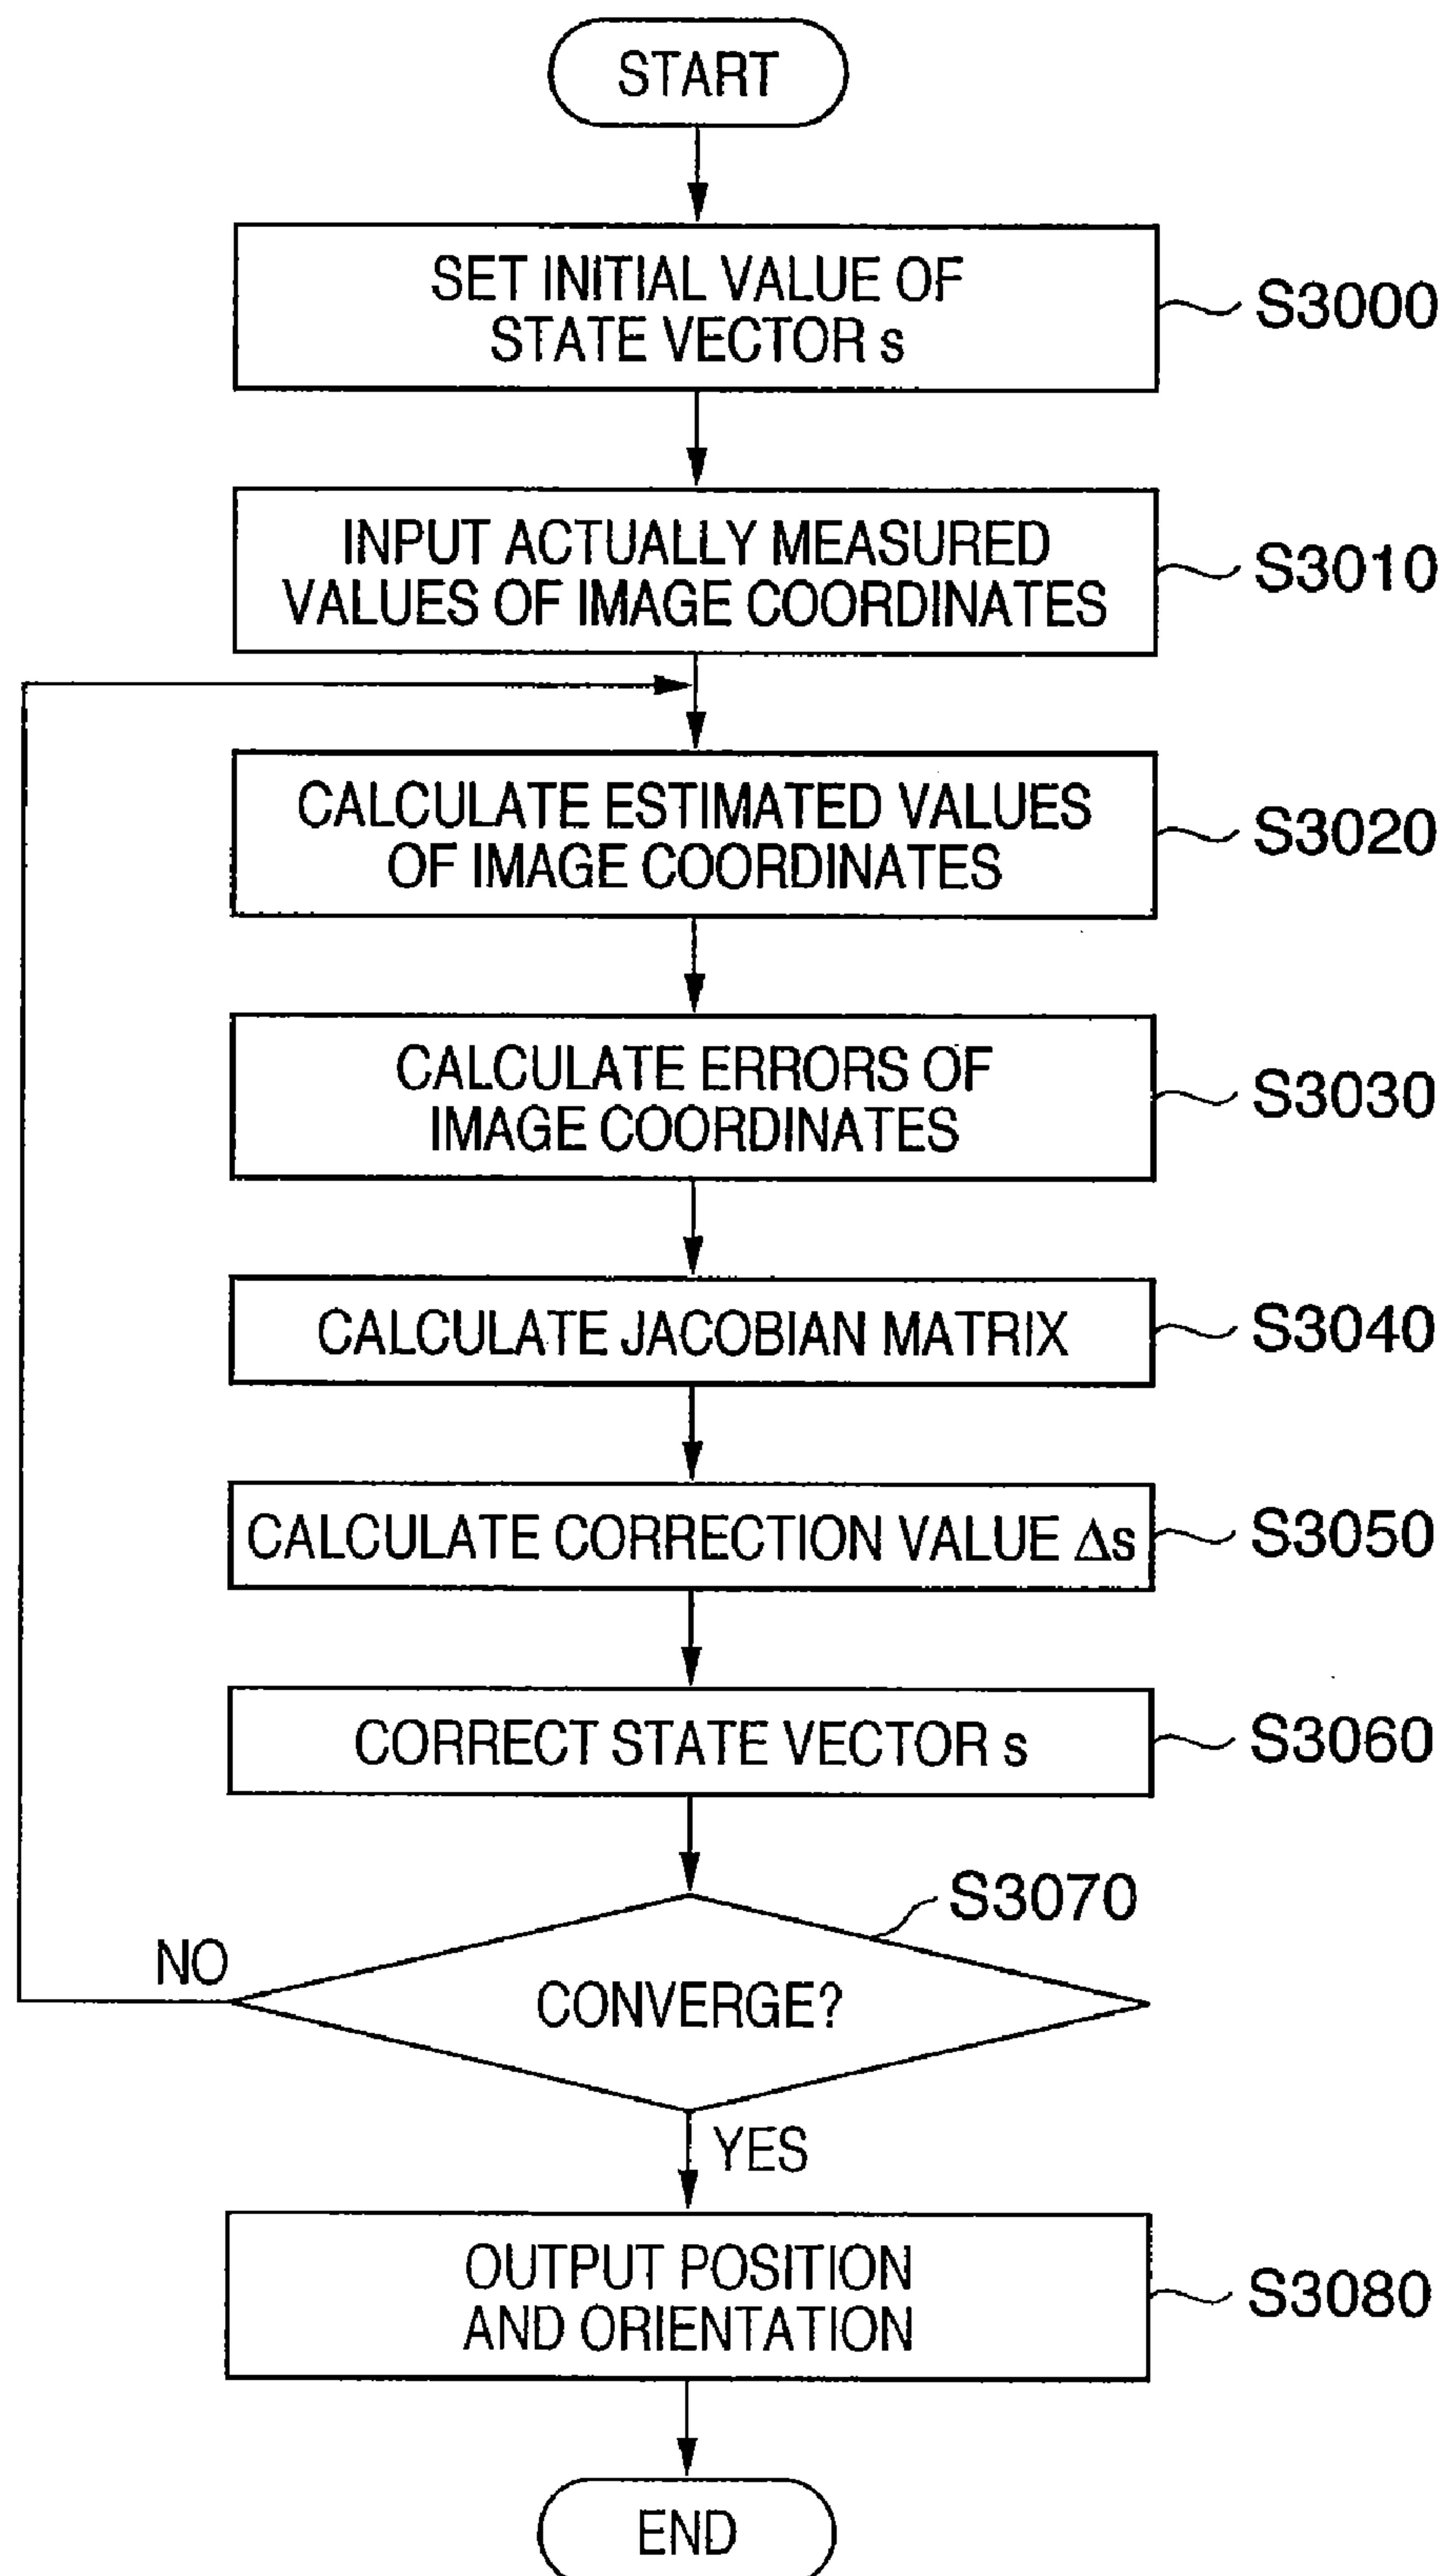 START
SET INITIAL VALUE OF
STATE VECTOR s
S3000
INPUT ACTUALLY MEASURED
VALUES OF IMAGE COORDINATES
S3010
CALCULATE ESTIMATED VALUES
OF IMAGE COORDINATES
S3020
CALCULATE ERRORS OF
IMAGE COORDINATES
S3030
CALCULATE JACOBIAN MATRIX
S3040
CALCULATE CORRECTION VALUE Δs
S3050
CORRECT STATE VECTOR s
S3060
S3070
NO
CONVERGE?
YES
OUTPUT POSITION
AND ORIENTATION
S3080
END